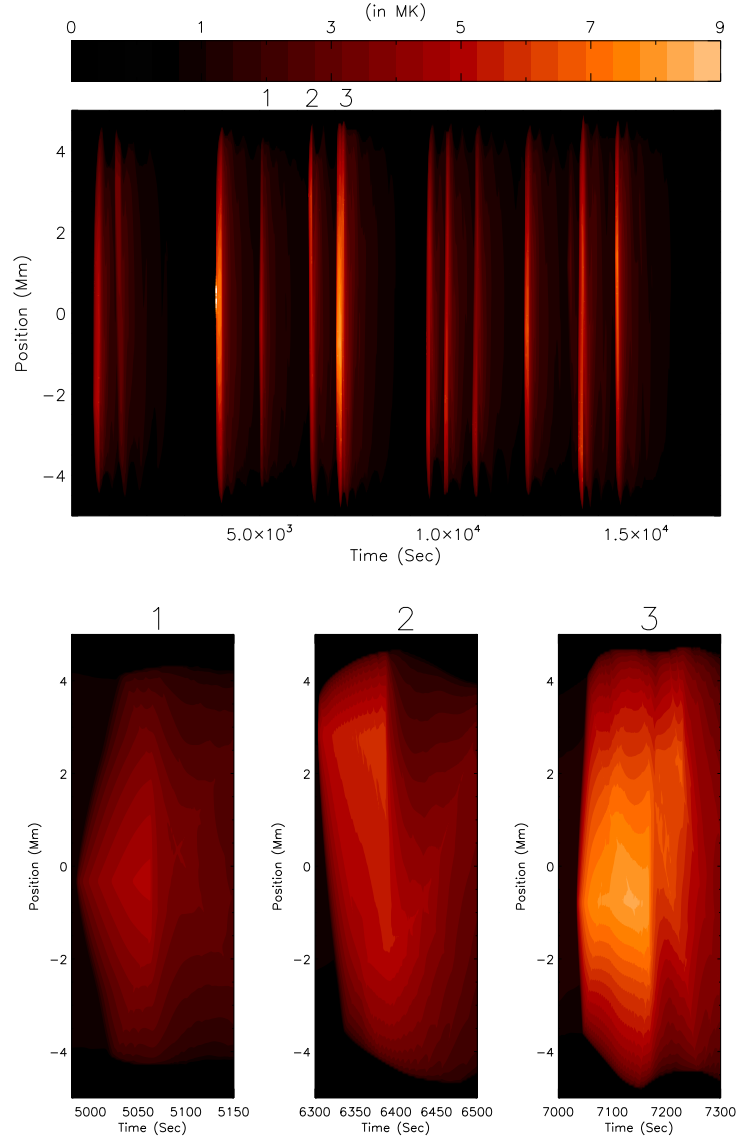 (in MK)
0 1 3 5 7 9
1 2 3
4
2
0
−2
−4
Position (Mm)
5.0×10³ 1.0×10⁴ 1.5×10⁴
Time (Sec)
1 2 3
4 4 4
2 2 2
0 0 0
−2 −2 −2
−4 −4 −4
Position (Mm) Position (Mm) Position (Mm)
5000 5050 5100 5150 6300 6350 6400 6450 6500 7000 7100 7200 7300
Time (Sec) Time (Sec) Time (Sec)